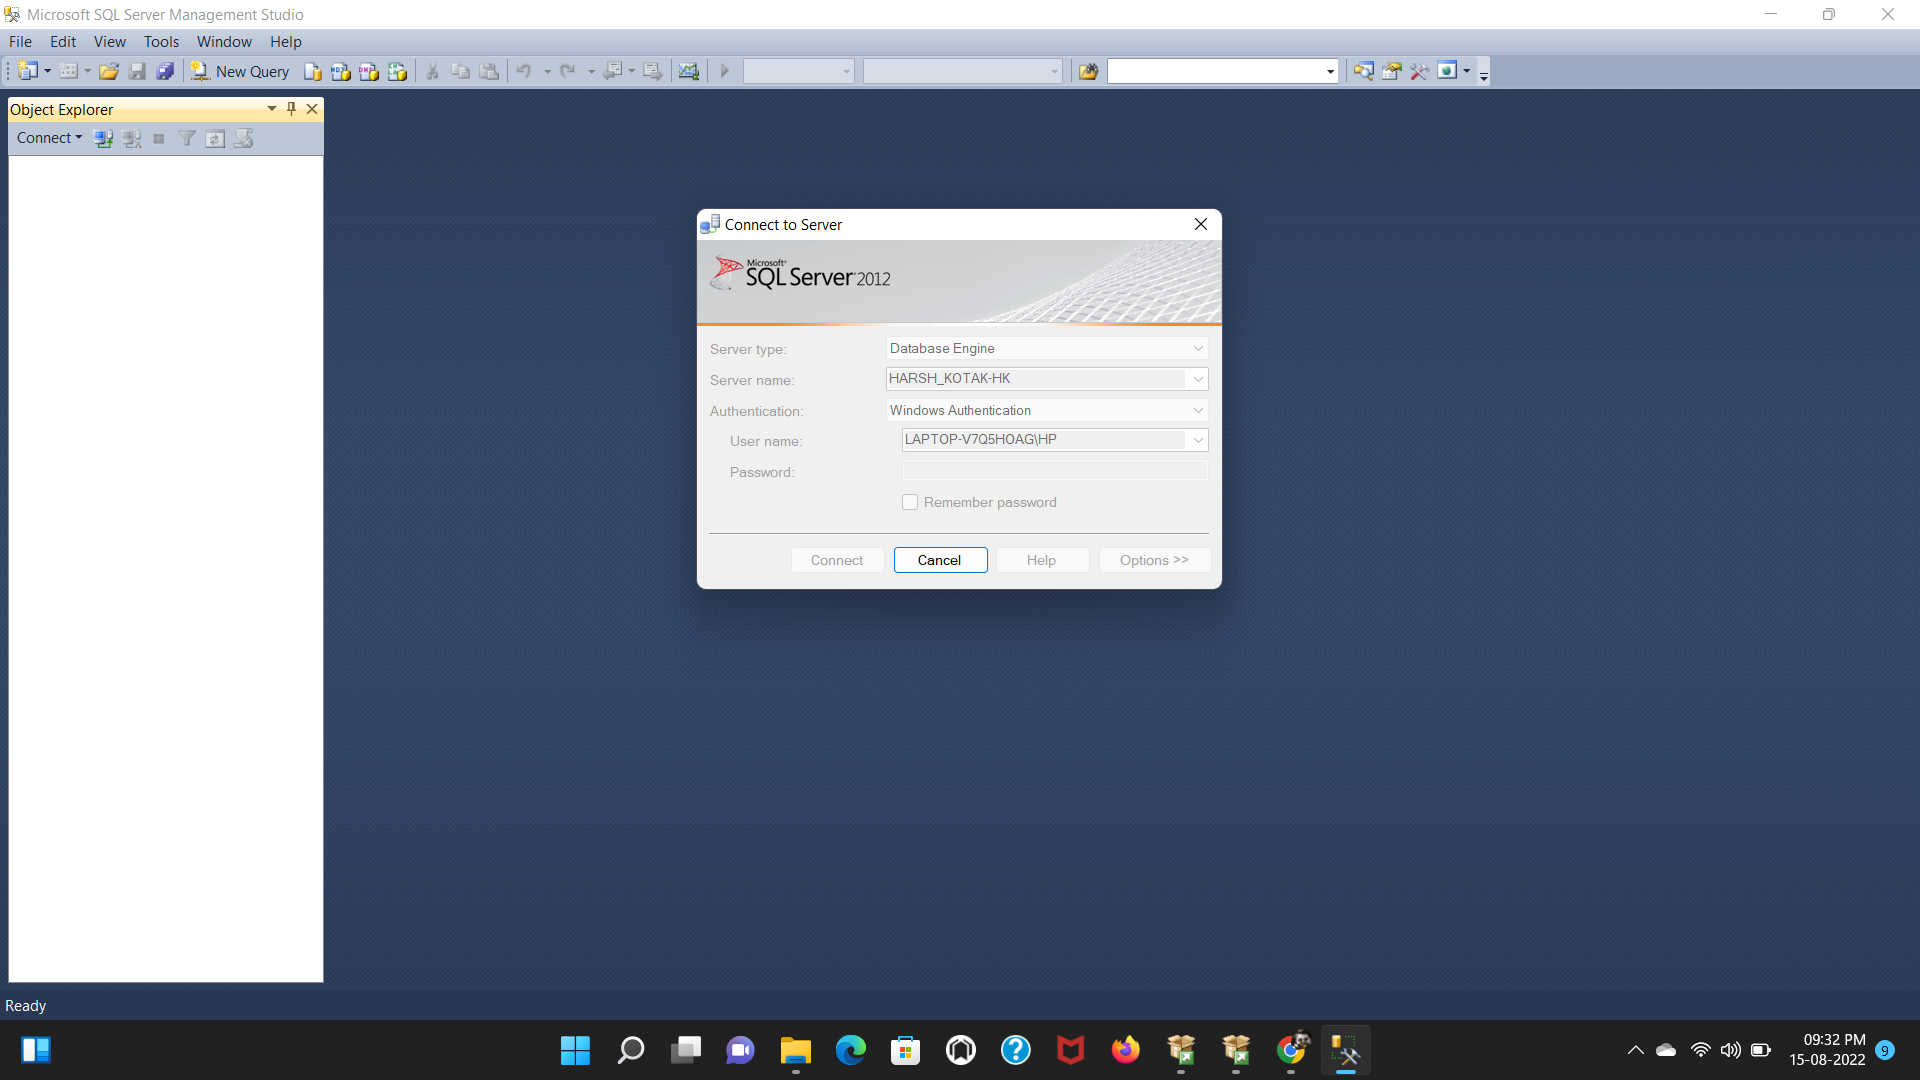 Microsoft SQL Server Management Studio
File Edit View Tools Window Help
New Query
Object Explorer
Connect
Connect to Server
Microsoft
SQL Server 2012
Server type: Database Engine
Server name: HARSH_KOTAK-HK
Authentication: Windows Authentication
User name: LAPTOP-V7Q5HOAG\HP
Password:
Remember password
Connect Cancel Help Options >>
Ready
09:32 PM
15-08-2022 9